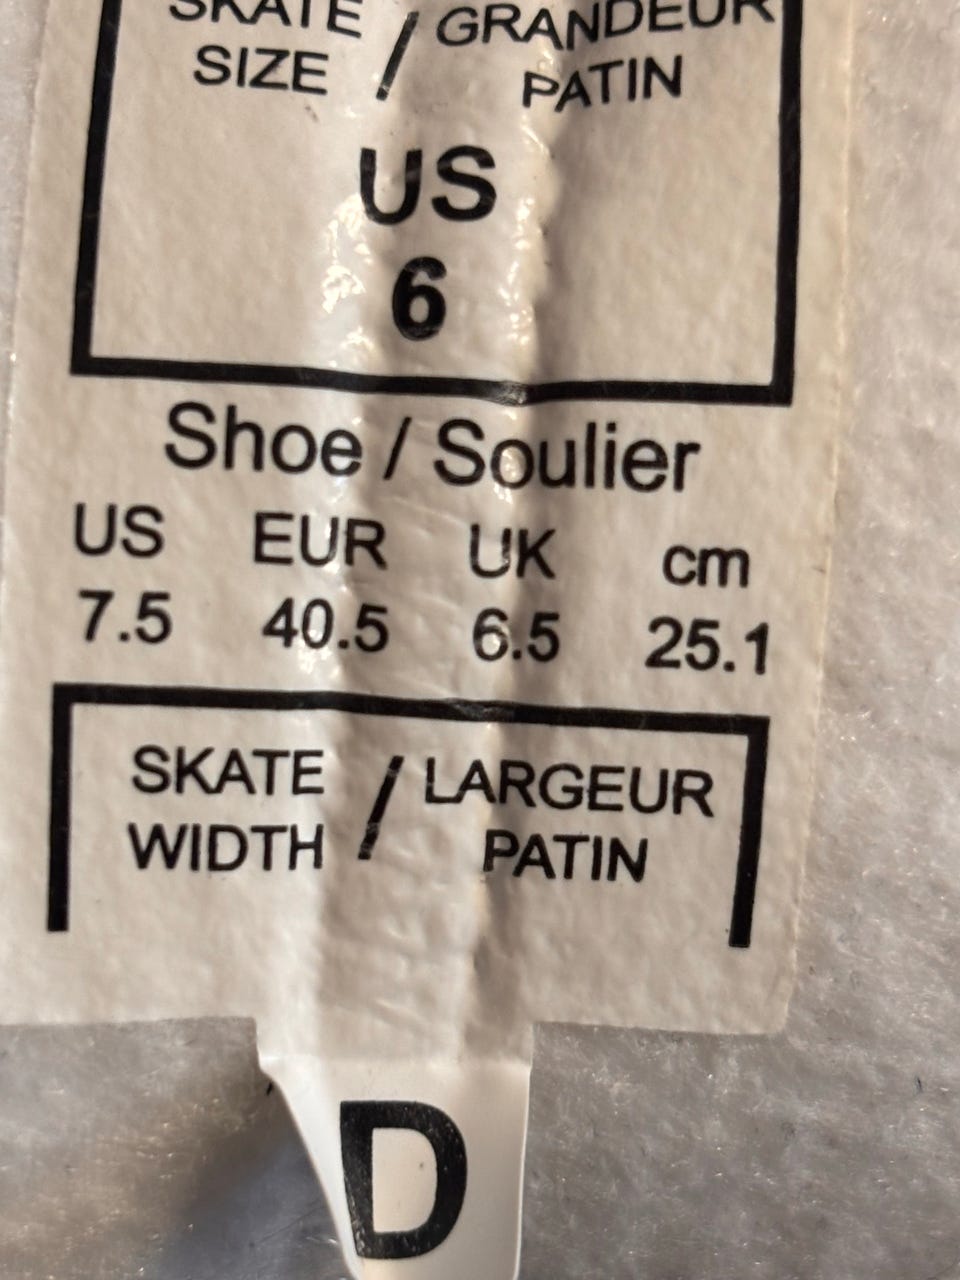 SKATE / GRANDEUR
SIZE PATIN
US
6
Shoe / Soulier
US EUR UK cm
7.5 40.5 6.5 25.1
SKATE / LARGEUR
WIDTH PATIN
D